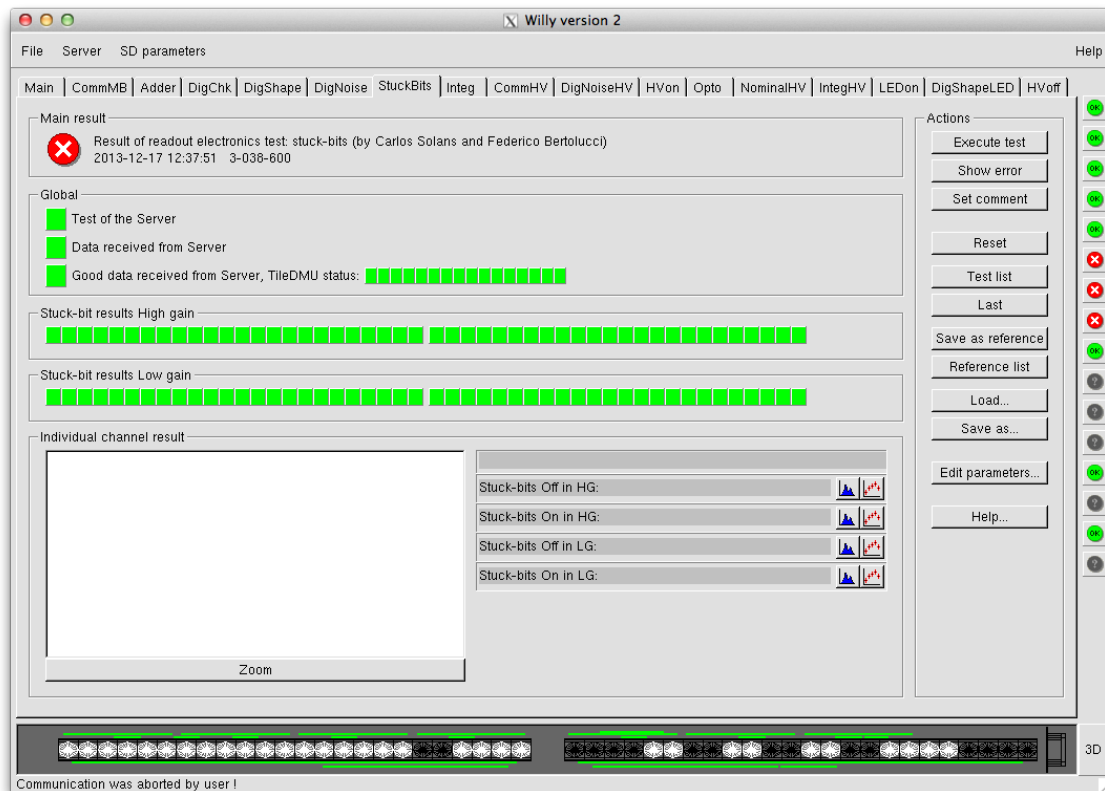 Willy version 2
File Server SD parameters Help
Main CommMB Adder DigChk DigShape DigNoise StuckBits Integ CommHV DigNoiseHV HVon Opto NominalHV IntegHV LEDon DigShapeLED HVoff
Main result
Result of readout electronics test: stuck-bits (by Carlos Solans and Federico Bertolucci)
2013-12-17 12:37:51 3-038-600
Global
Test of the Server
Data received from Server
Good data received from Server, TileDMU status:
Stuck-bit results High gain
Stuck-bit results Low gain
Individual channel result
Stuck-bits Off in HG:
Stuck-bits On in HG:
Stuck-bits Off in LG:
Stuck-bits On in LG:
Zoom
Actions
Execute test
Show error
Set comment
Reset
Test list
Last
Save as reference
Reference list
Load...
Save as...
Edit parameters...
Help...
OK
OK
OK
OK
OK
OK
?
?
?
OK
?
OK
?
3D
Communication was aborted by user !